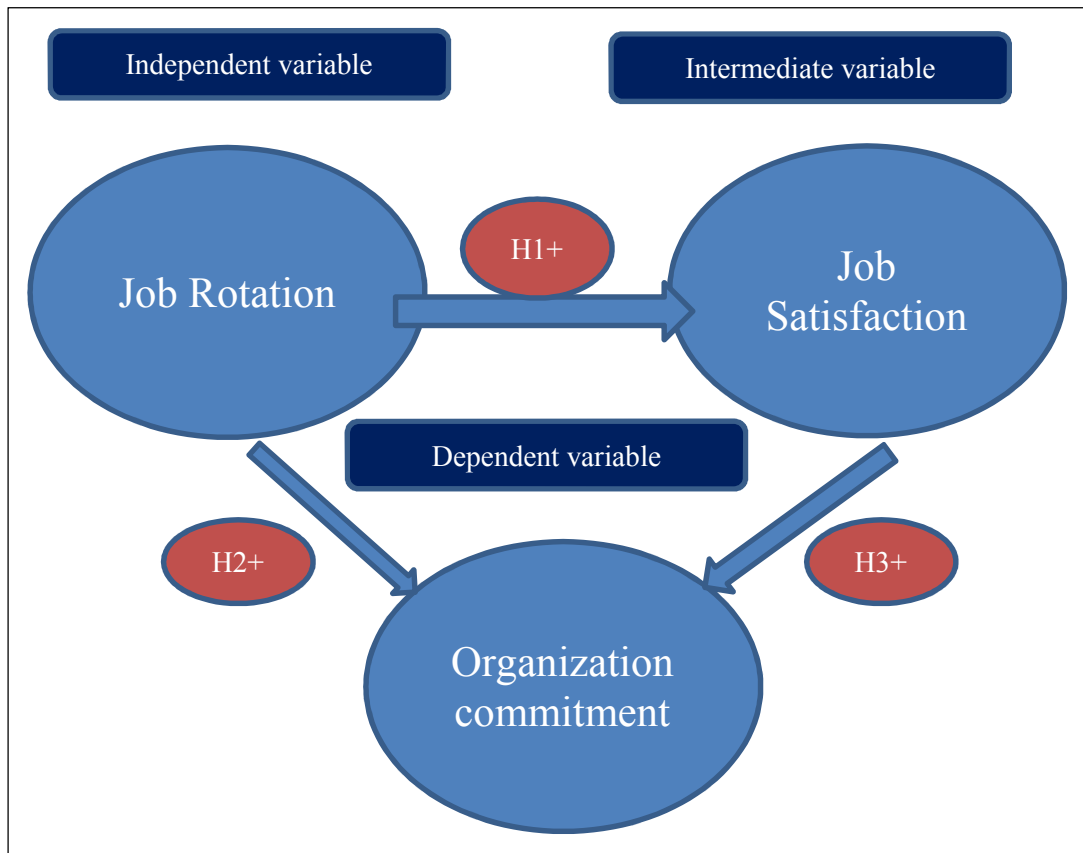 Independent variable
Intermediate variable
H1+
Job Rotation
Job
Satisfaction
Dependent variable
H2+
H3+
Organization
commitment